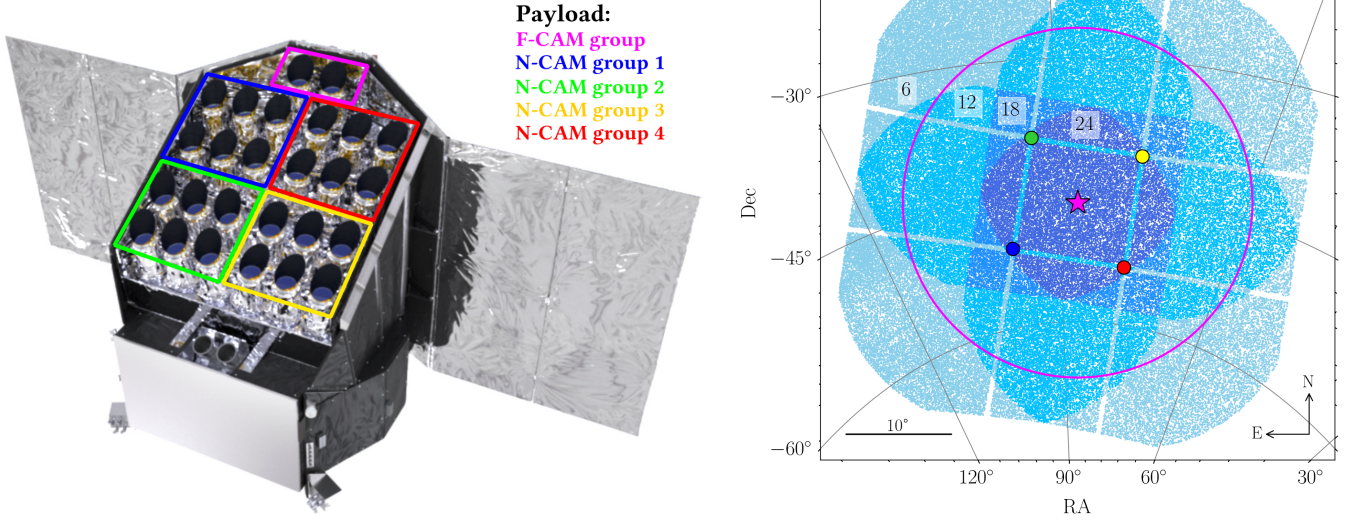 Payload:
F-CAM group
N-CAM group 1
N-CAM group 2
N-CAM group 3
N-CAM group 4
6
12
18
24
−30°
−45°
−60°
Dec
10°
N
E
120°
90°
60°
30°
RA